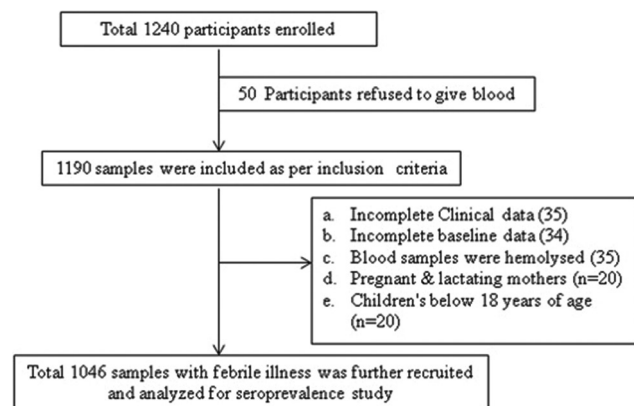 Total 1240 participants enrolled
50 Participants refused to give blood
1190 samples were included as per inclusion criteria
a. Incomplete Clinical data (35)
b. Incomplete baseline data (34)
c. Blood samples were hemolysed (35)
d. Pregnant & lactating mothers (n=20)
e. Children's below 18 years of age
(n=20)
Total 1046 samples with febrile illness was further recruited
and analyzed for seroprevalence study